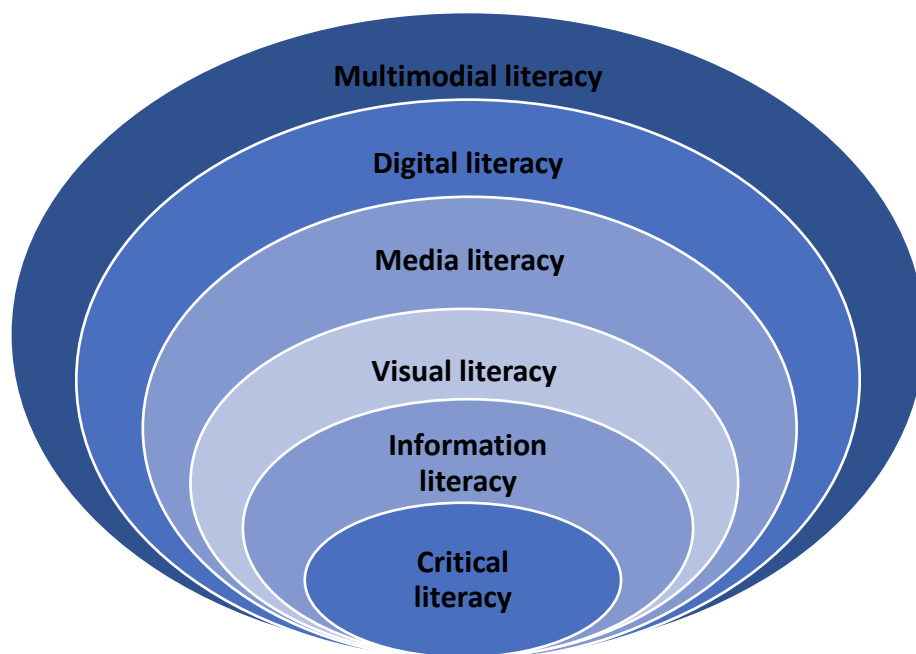 Multimodial literacy
Digital literacy
Media literacy
Visual literacy
Information
literacy
Critical
literacy